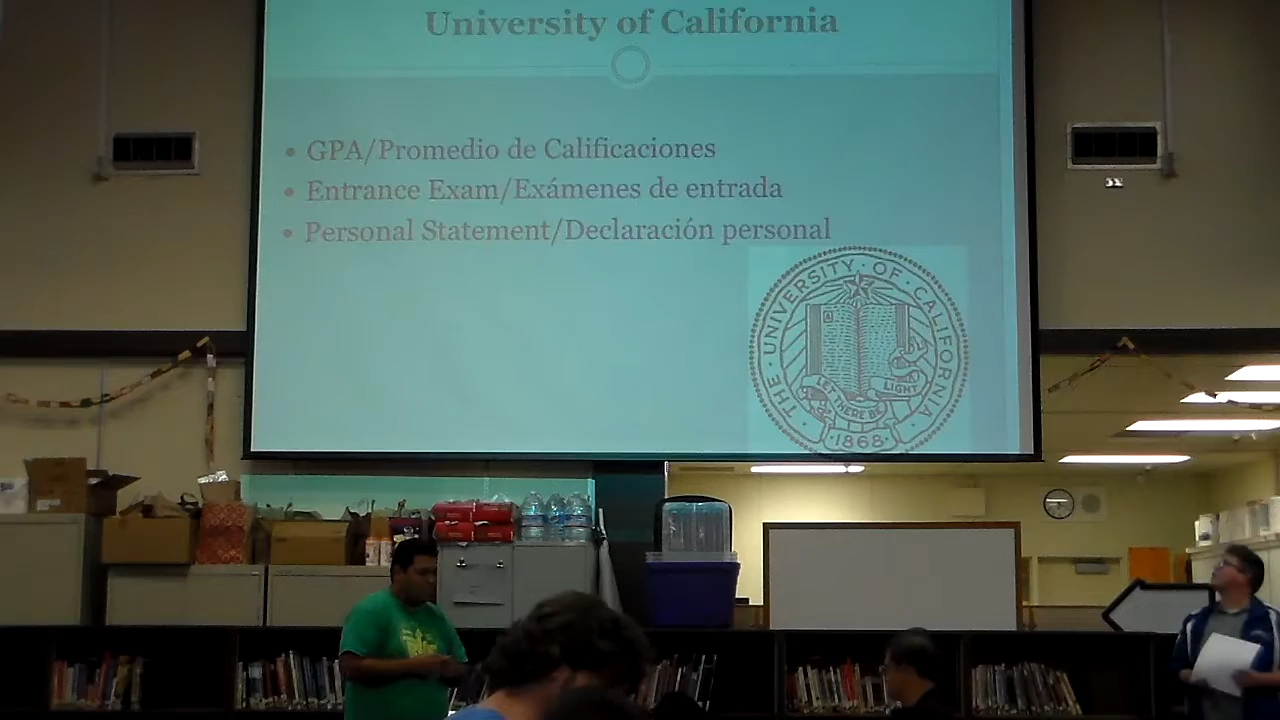 University of California
• GPA/Promedio de Calificaciones
• Entrance Exam/Exámenes de entrada
• Personal Statement/Declaración personal
THE · UNIVERSITY · OF · CALIFORNIA ·
LET THERE BE LIGHT
· 1868 ·